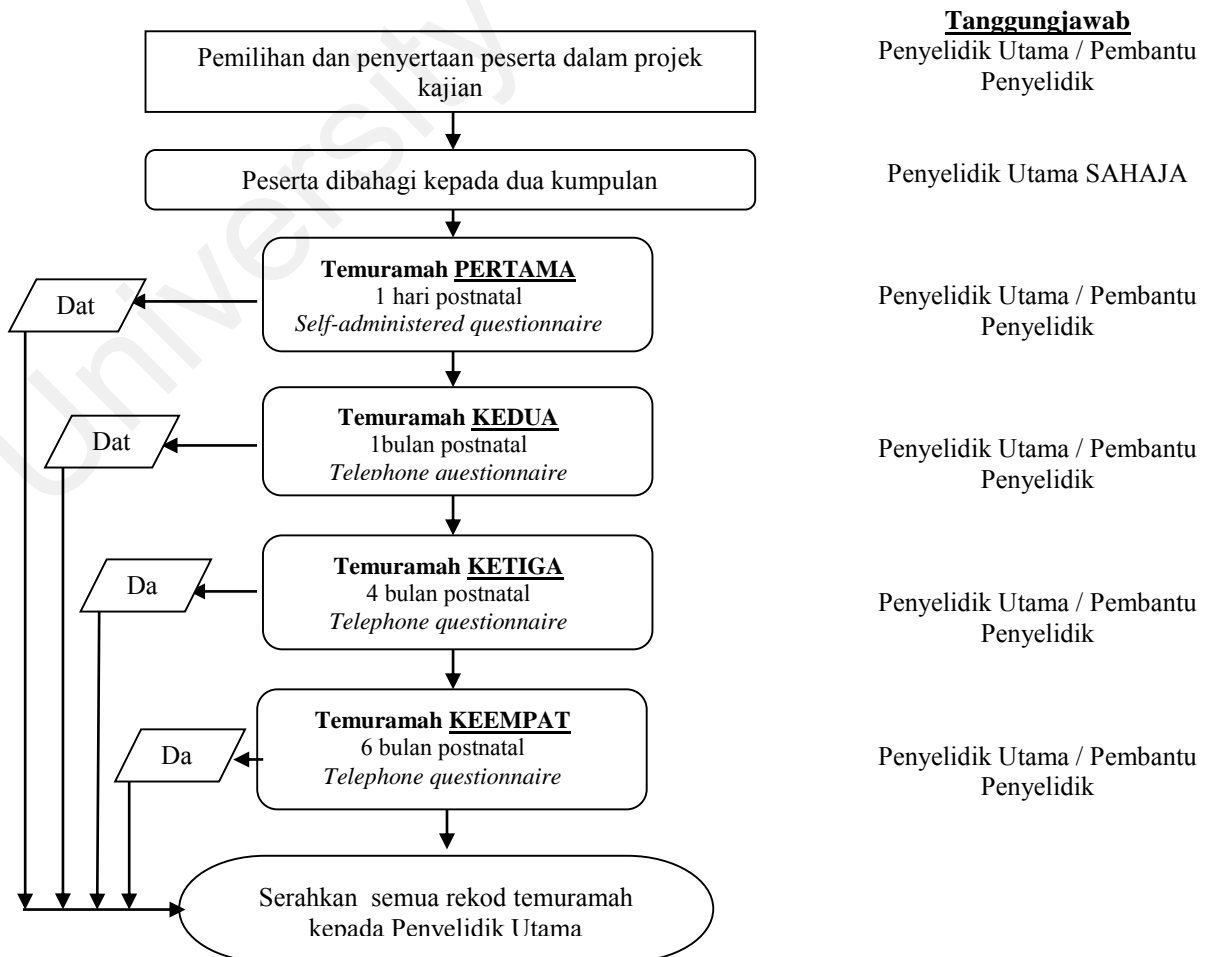 Tanggungjawab
Pemilihan dan penyertaan peserta dalam projek
kajian
Penyelidik Utama / Pembantu
Penyelidik
Peserta dibahagi kepada dua kumpulan
Penyelidik Utama SAHAJA
Temuramah PERTAMA
1 hari postnatal
Self-administered questionnaire
Dat
Penyelidik Utama / Pembantu
Penyelidik
Temuramah KEDUA
1bulan postnatal
Telephone questionnaire
Dat
Penyelidik Utama / Pembantu
Penyelidik
Temuramah KETIGA
4 bulan postnatal
Telephone questionnaire
Da
Penyelidik Utama / Pembantu
Penyelidik
Temuramah KEEMPAT
6 bulan postnatal
Telephone questionnaire
Da
Penyelidik Utama / Pembantu
Penyelidik
Serahkan  semua rekod temuramah
kepada Penyelidik Utama
University